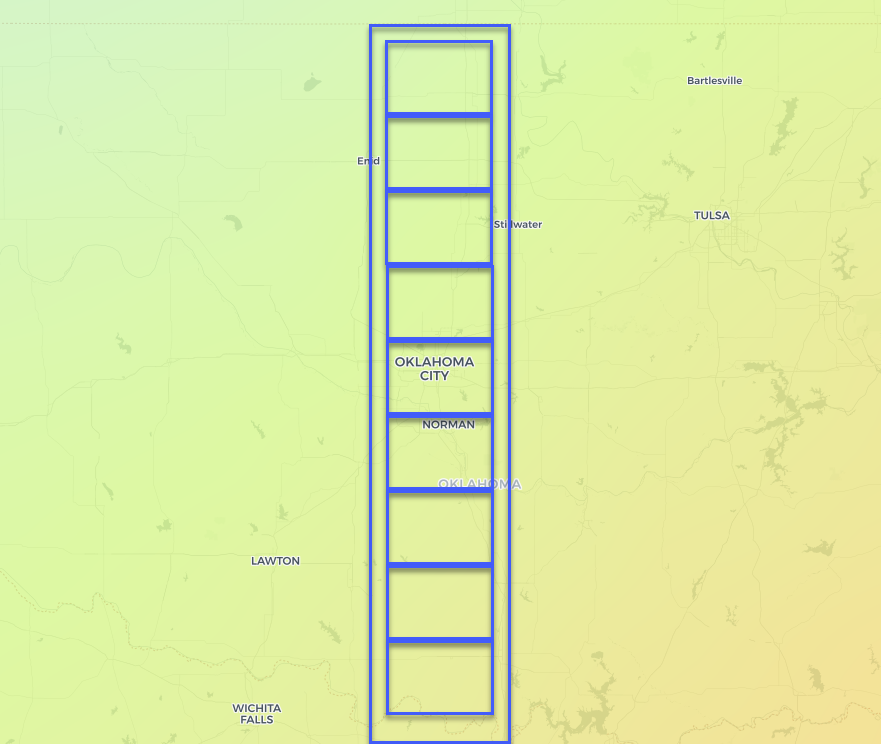 Bartlesville
Enid
TULSA
Stillwater
OKLAHOMA
CITY
NORMAN
OKLAHOMA
LAWTON
WICHITA
FALLS